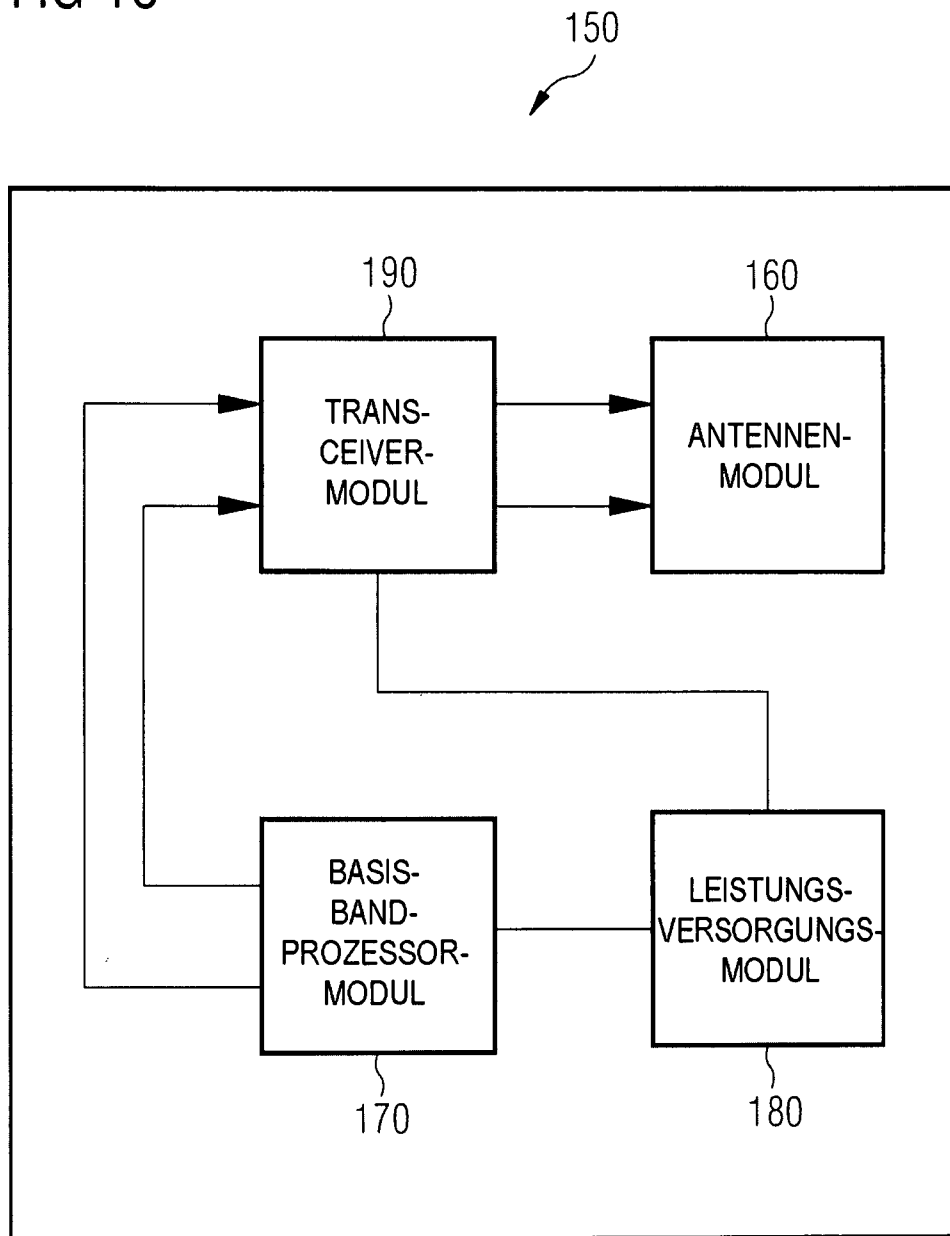 150
190
160
TRANS-
CEIVER-
MODUL
ANTENNEN-
MODUL
BASIS-
BAND-
PROZESSOR-
MODUL
LEISTUNGS-
VERSORGUNGS-
MODUL
170
180